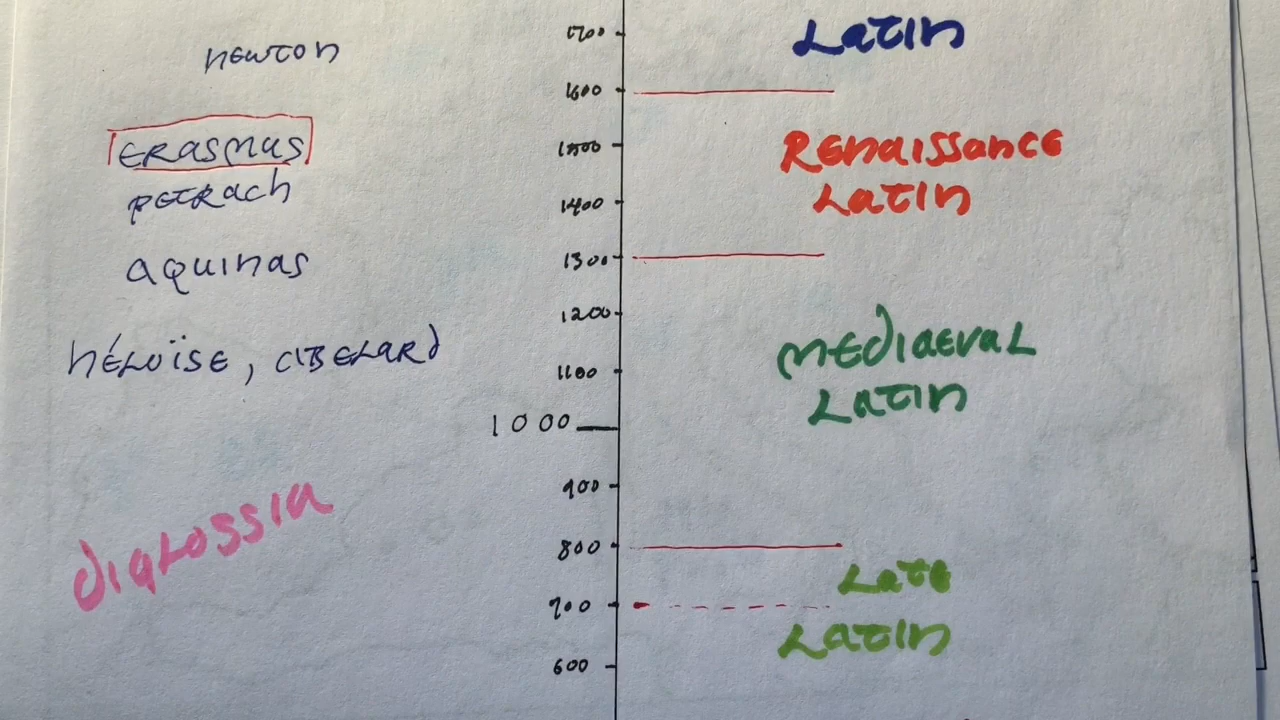 newton
1700
Latin
1600
Erasmus
1500
Renaissance
Petrach
1400
Latin
Aquinas
1300
1200
Héloïse, Abelard
1100
Mediaeval
Latin
1000
900
diglossia
800
Late
700
Latin
600